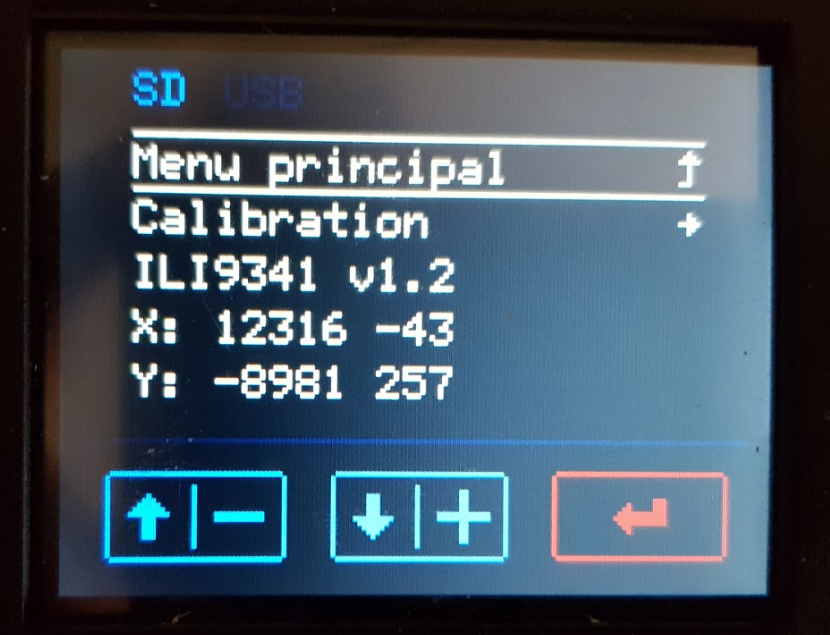 SD USB
Menu principal
Calibration
ILI9341 v1.2
X: 12316 -43
Y: -8981 257